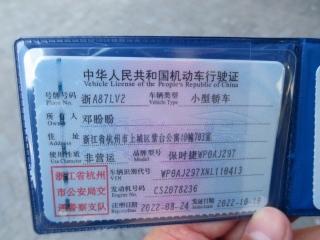 中华人民共和国机动车行驶证
Vehicle License of the People's Republic of China
号牌号码 浙A87LV2 车辆类型 小型轿车
Plate No. Vehicle Type
所有人 邓盼盼
Owner
住址 浙江省杭州市上城区紫台公寓40幢703室
Address
使用性质 非营运 品牌型号 保时捷WP0AJZ97
Use Character Model
浙江省杭州 车辆识别代号 WP0AJZ97XNL110413
VIN
市公安局交 发动机号码 CSZ078236
Engine No.
通警察支队 注册日期 2022-08-24 发证日期 2022-10-19
Register Date Issue Date